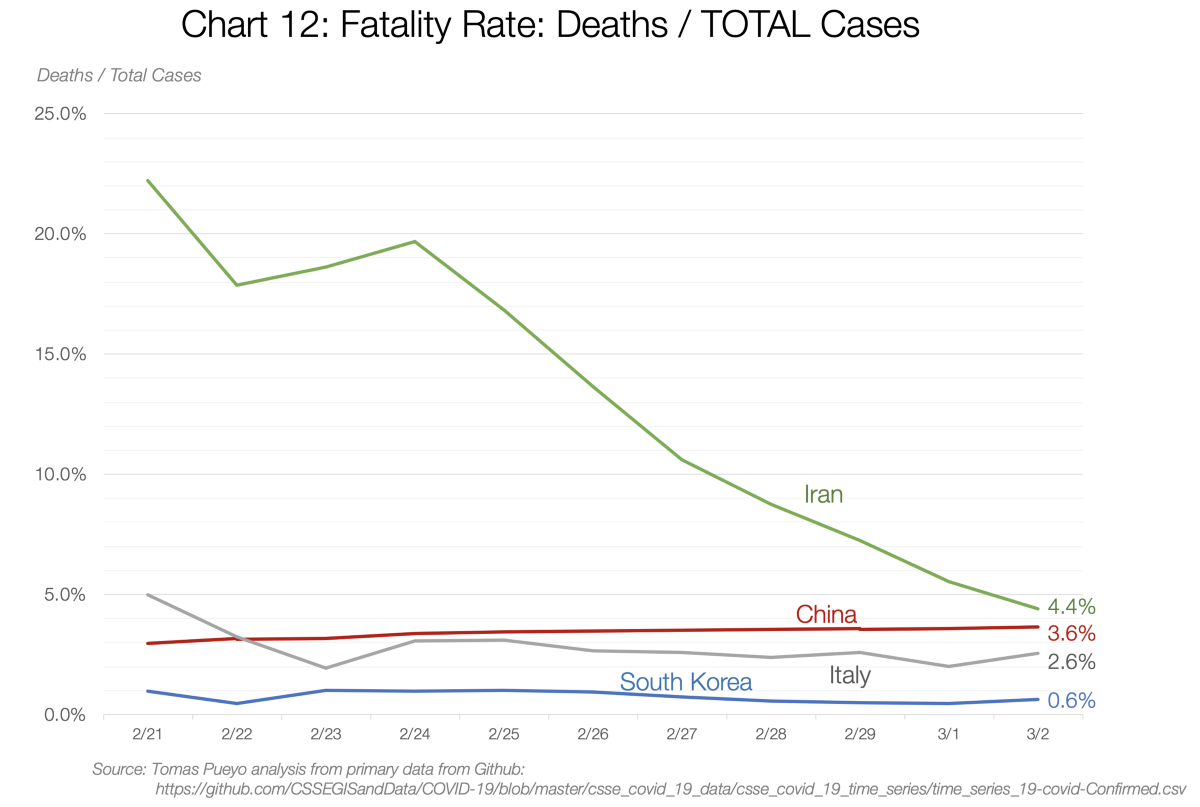 Chart 12: Fatality Rate: Deaths / TOTAL Cases
Deaths / Total Cases
25.0%
20.0%
15.0%
10.0%
5.0%
0.0%
Iran
China
Italy
South Korea
4.4%
3.6%
2.6%
0.6%
2/21 2/22 2/23 2/24 2/25 2/26 2/27 2/28 2/29 3/1 3/2
Source: Tomas Pueyo analysis from primary data from Github:
https://github.com/CSSEGISandData/COVID-19/blob/master/csse_covid_19_data/csse_covid_19_time_series/time_series_19-covid-Confirmed.csv